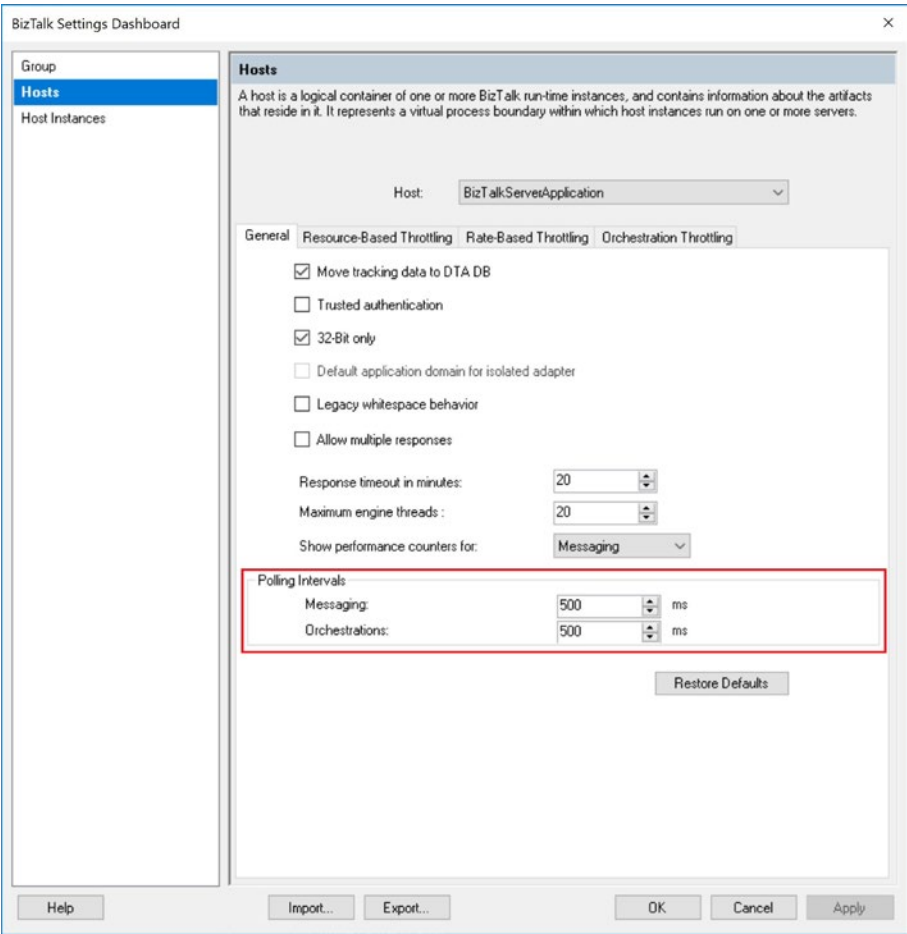 BizTalk Settings Dashboard
Group
Hosts
Host Instances
Hosts
A host is a logical container of one or more BizTalk run-time instances, and contains information about the artifacts
that reside in it. It represents a virtual process boundary within which host instances run on one or more servers.
Host: BizTalkServerApplication
General Resource-Based Throttling Rate-Based Throttling Orchestration Throttling
Move tracking data to DTA DB
Trusted authentication
32-Bit only
Default application domain for isolated adapter
Legacy whitespace behavior
Allow multiple responses
Response timeout in minutes: 20
Maximum engine threads : 20
Show performance counters for: Messaging
Polling Intervals
Messaging: 500 ms
Orchestrations: 500 ms
Restore Defaults
Help Import... Export... OK Cancel Apply